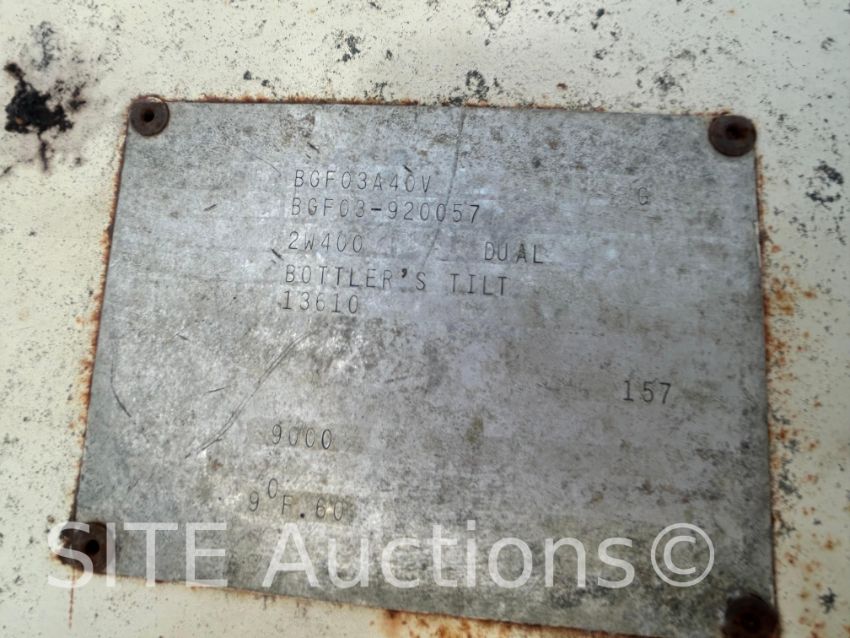 BGF03A40V G
BGF03-920057
2W400 DUAL
BOTTLER'S TILT
13610
157
9000
90F.60
SITE Auctions©